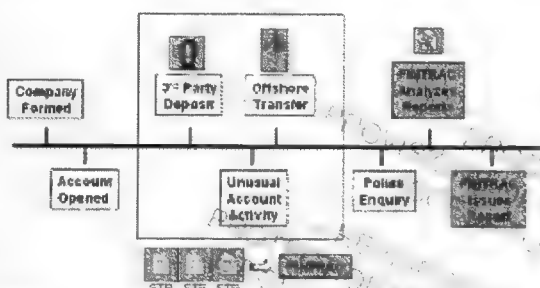 Company
Formed
3rd Party
Deposit
Offshore
Transfer
FINTRAC
Analyzes
Reports
Account
Opened
Unusual
Account
Activity
Police
Enquiry
FINTRAC
Issues
Report
STR STR STR